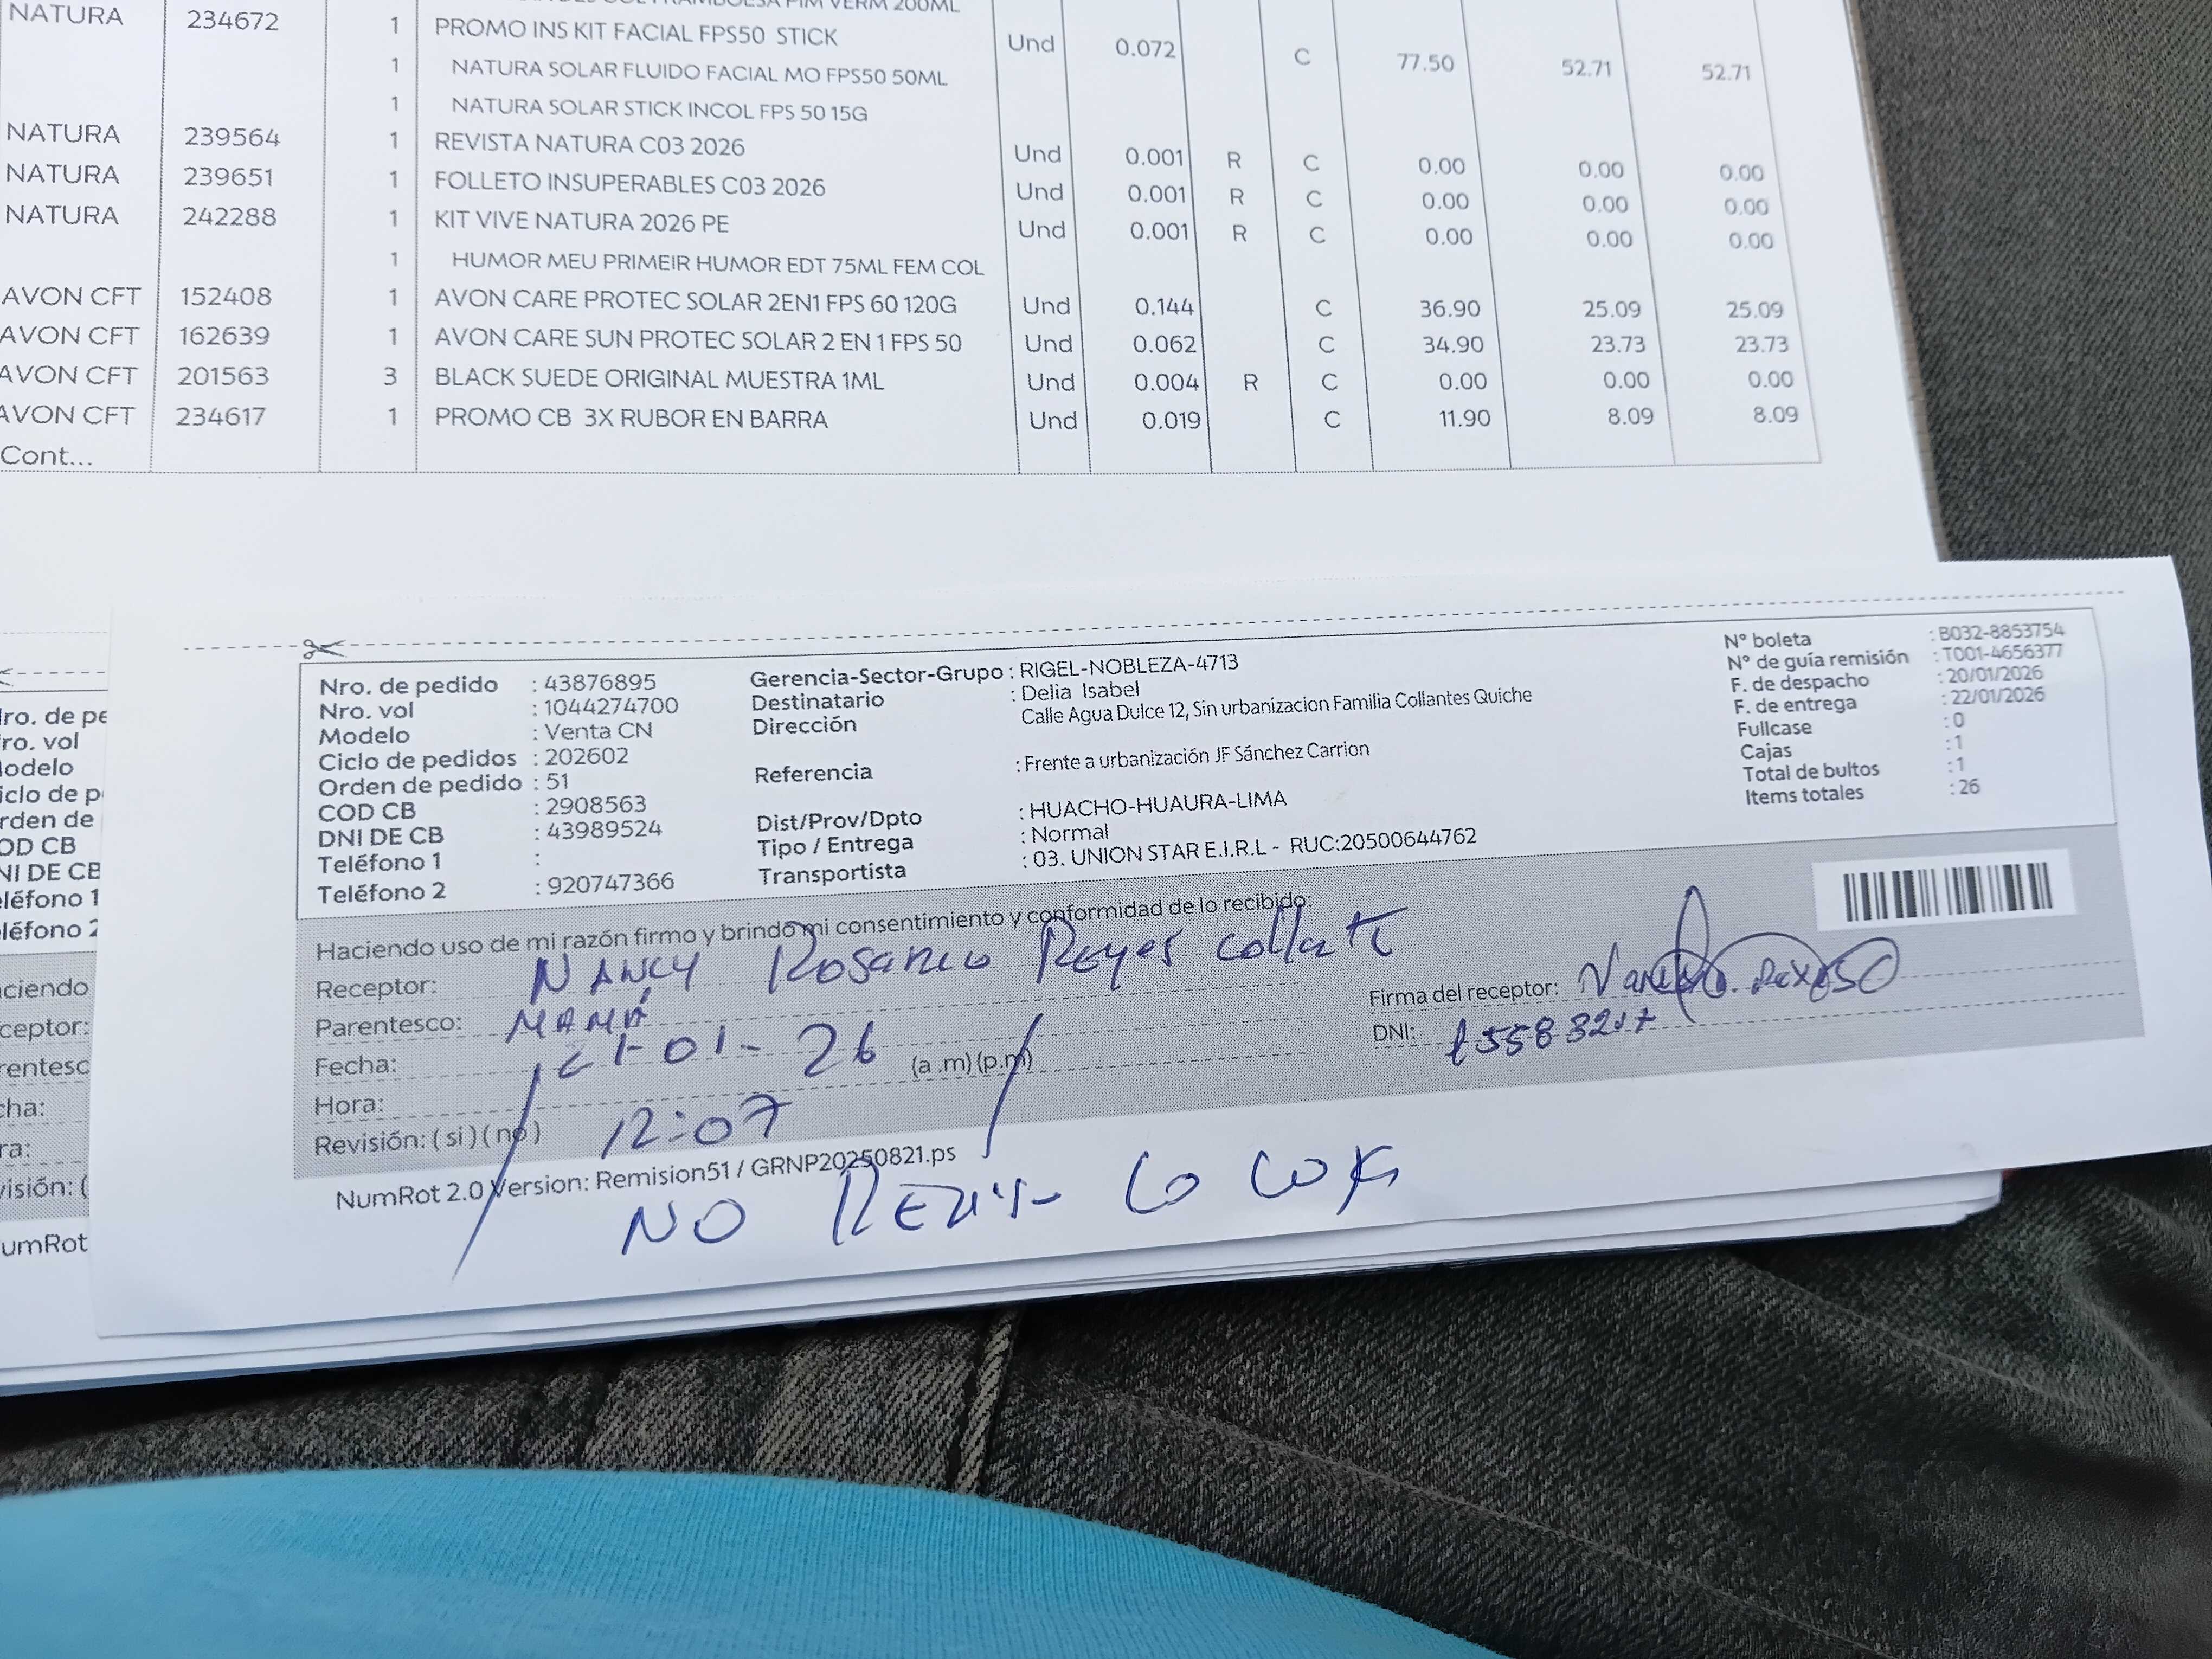 NATURA 234672 1 PROMO INS KIT FACIAL FPS50 STICK Und 0.072 C 77.50 52.71 52.71
1 NATURA SOLAR FLUIDO FACIAL MO FPS50 50ML
1 NATURA SOLAR STICK INCOL FPS 50 15G
NATURA 239564 1 REVISTA NATURA C03 2026 Und 0.001 R C 0.00 0.00 0.00
NATURA 239651 1 FOLLETO INSUPERABLES C03 2026 Und 0.001 R C 0.00 0.00 0.00
NATURA 242288 1 KIT VIVE NATURA 2026 PE Und 0.001 R C 0.00 0.00 0.00
1 HUMOR MEU PRIMEIR HUMOR EDT 75ML FEM COL
AVON CFT 152408 1 AVON CARE PROTEC SOLAR 2EN1 FPS 60 120G Und 0.144 C 36.90 25.09 25.09
AVON CFT 162639 1 AVON CARE SUN PROTEC SOLAR 2 EN 1 FPS 50 Und 0.062 C 34.90 23.73 23.73
AVON CFT 201563 3 BLACK SUEDE ORIGINAL MUESTRA 1ML Und 0.004 R C 0.00 0.00 0.00
AVON CFT 234617 1 PROMO CB 3X RUBOR EN BARRA Und 0.019 C 11.90 8.09 8.09
Cont...
Nro. de pedido : 43876895
Nro. vol : 1044274700
Modelo : Venta CN
Ciclo de pedidos : 202602
Orden de pedido : 51
COD CB : 2908563
DNI DE CB : 43989524
Teléfono 1 :
Teléfono 2 : 920747366
Gerencia-Sector-Grupo : RIGEL-NOBLEZA-4713
Destinatario : Delia Isabel
Dirección Calle Agua Dulce 12, Sin urbanizacion Familia Collantes Quiche
Referencia : Frente a urbanización JF Sánchez Carrion
Dist/Prov/Dpto : HUACHO-HUAURA-LIMA
Tipo / Entrega : Normal
Transportista : 03. UNION STAR E.I.R.L - RUC:20500644762
N° boleta : B032-8853754
N° de guía remisión : T001-4656377
F. de despacho : 20/01/2026
F. de entrega : 22/01/2026
Fullcase : 0
Cajas : 1
Total de bultos : 1
Items totales : 26
Haciendo uso de mi razón firmo y brindo mi consentimiento y conformidad de lo recibido:
Receptor: NANCY Rosario Reyes
Parentesco: MAMÁ
Fecha: 21-01-26
Hora: (a .m) (p.m)
12:07
Revisión: ( si ) ( no )
Firma del receptor:
DNI:
NumRot 2.0 Version: Remision51 / GRNP20250821.ps
NO